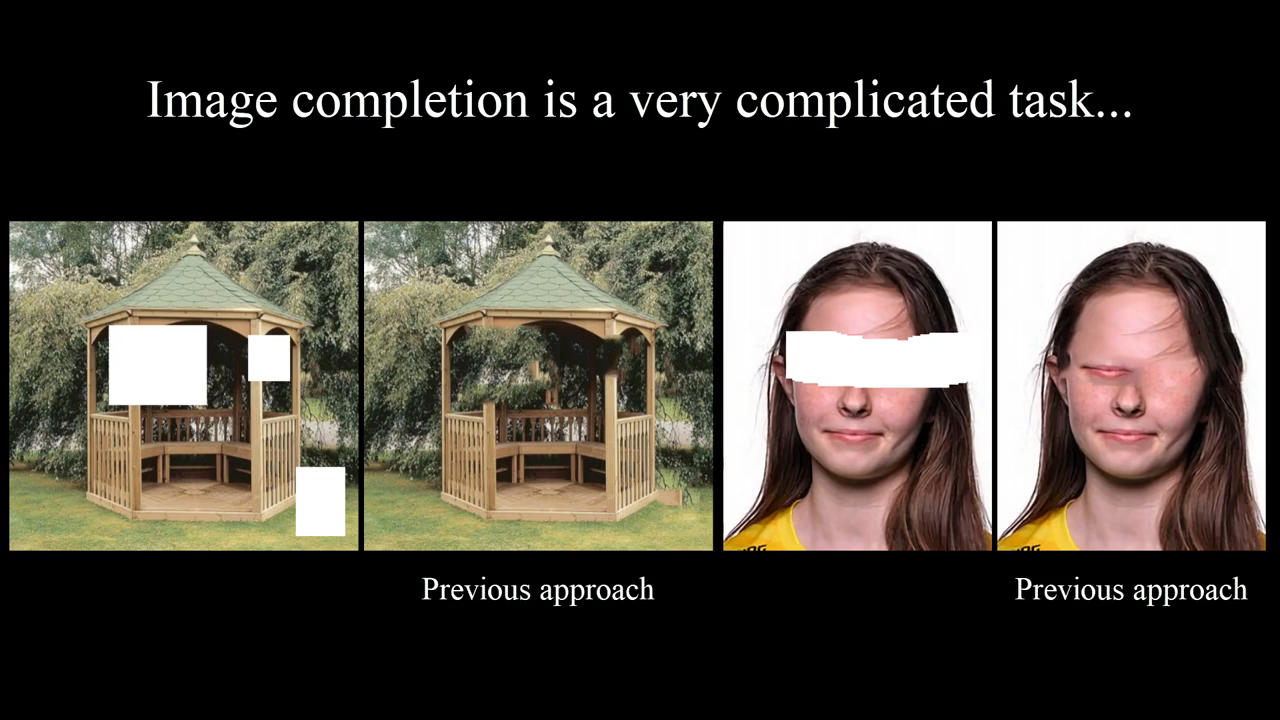 Image completion is a very complicated task...
Previous approach
Previous approach